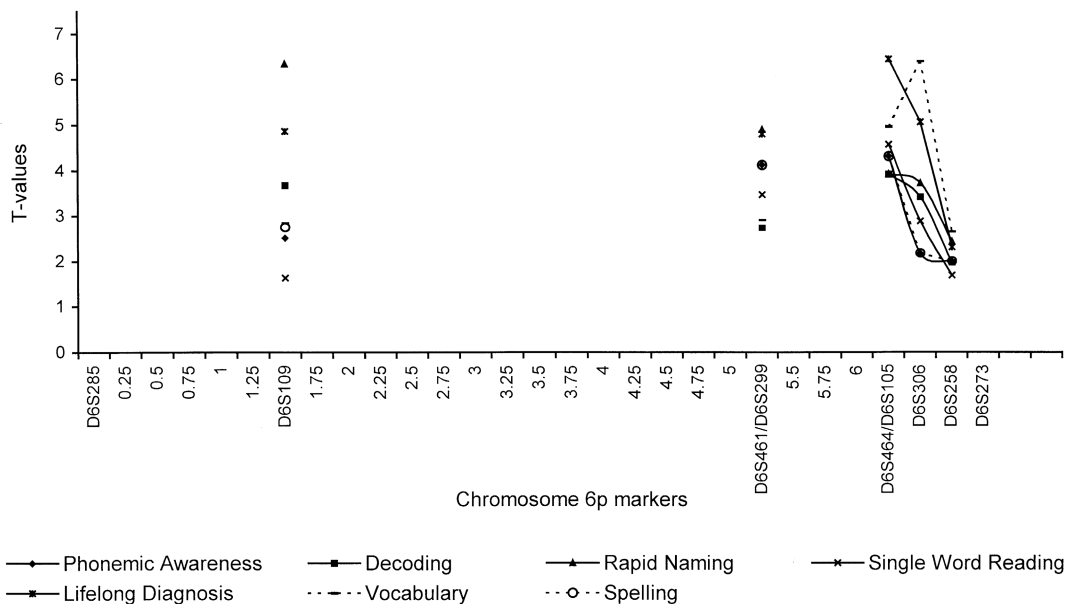 7
6
5
4
3
2
1
0
T-values
D6S285
0.25
0.5
0.75
1
1.25
D6S109
1.75
2
2.25
2.5
2.75
3
3.25
3.5
3.75
4
4.25
4.5
4.75
5
D6S461/D6S299
5.5
5.75
6
D6S464/D6S105
D6S306
D6S258
D6S273
Chromosome 6p markers
Phonemic Awareness Decoding Rapid Naming Single Word Reading
Lifelong Diagnosis Vocabulary Spelling